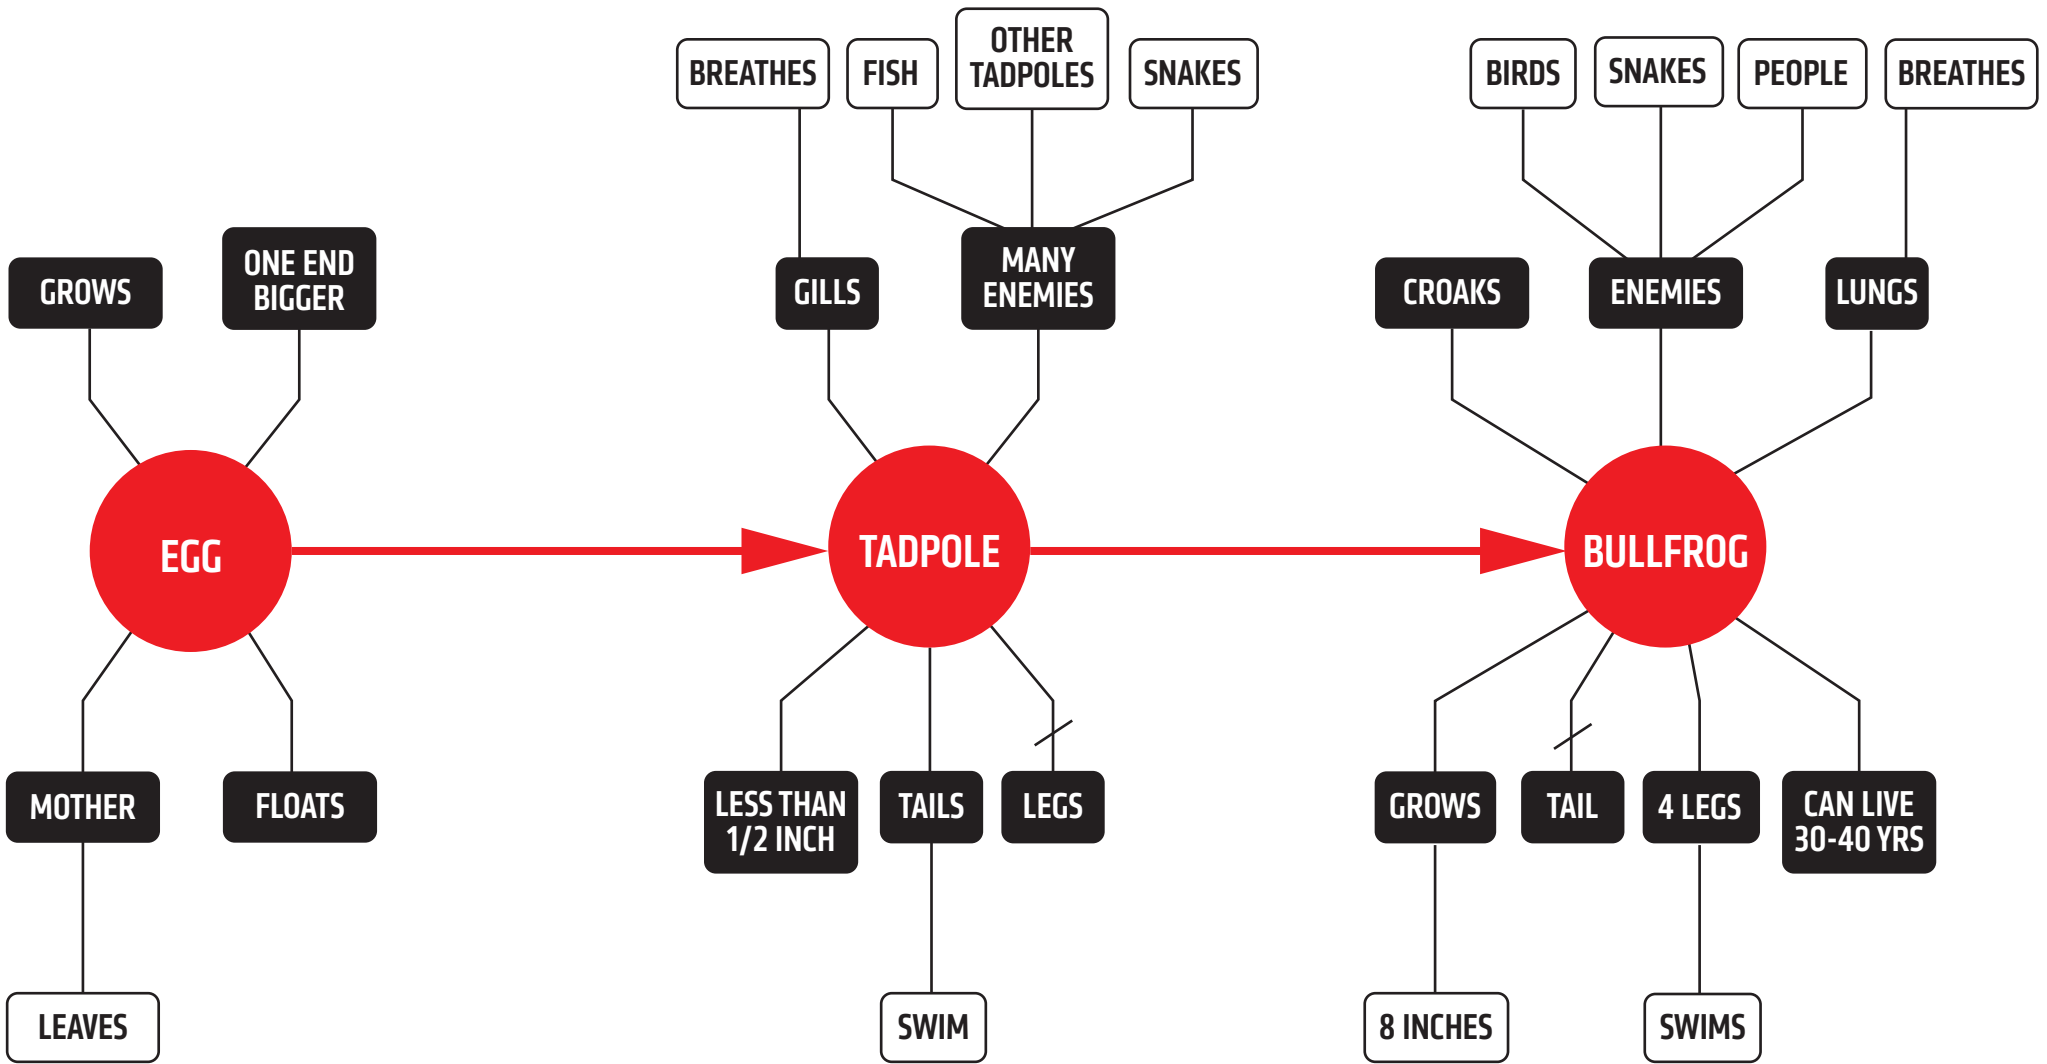 BREATHES
FISH
OTHER
TADPOLES
SNAKES
BIRDS
SNAKES
PEOPLE
BREATHES
GROWS
ONE END
BIGGER
GILLS
MANY
ENEMIES
CROAKS
ENEMIES
LUNGS
EGG
TADPOLE
BULLFROG
MOTHER
FLOATS
LESS THAN
1/2 INCH
TAILS
LEGS
GROWS
TAIL
4 LEGS
CAN LIVE
30-40 YRS
LEAVES
SWIM
8 INCHES
SWIMS